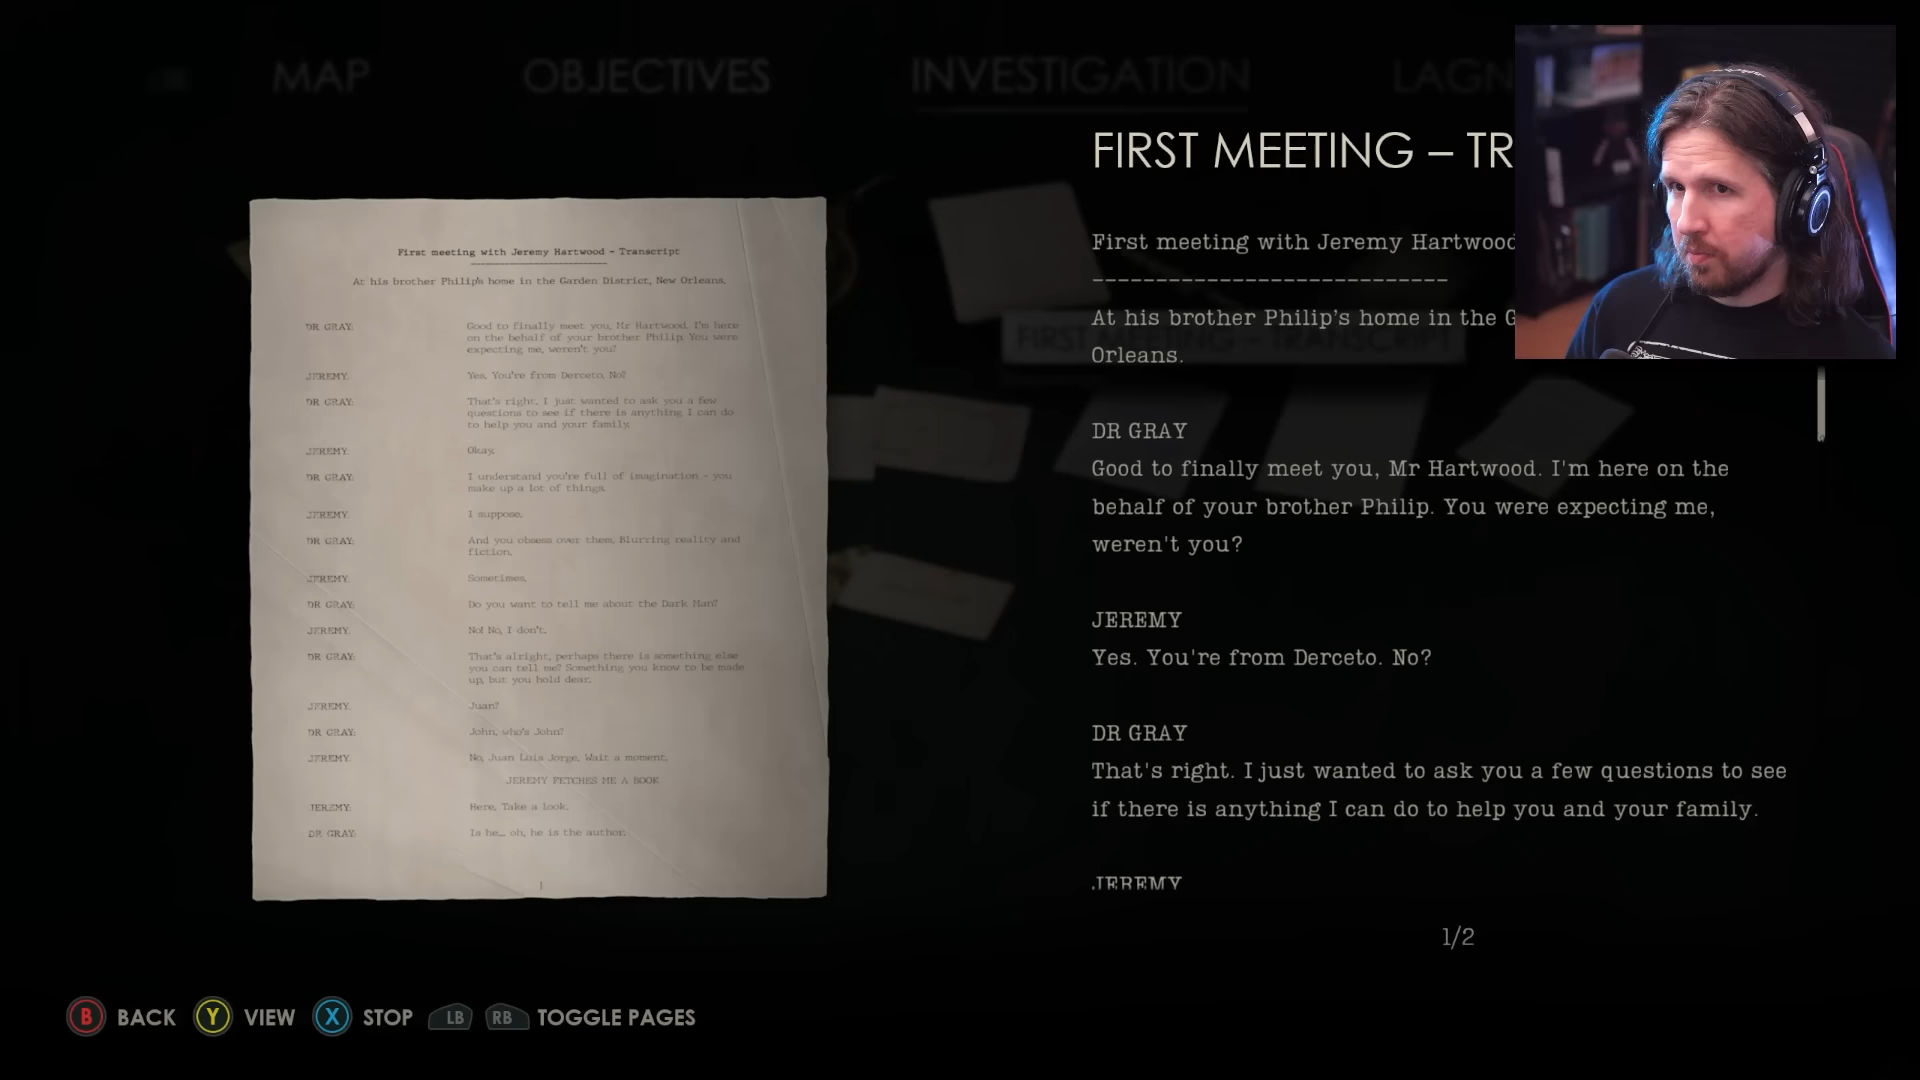 MAP
OBJECTIVES
INVESTIGATION
LAGN
FIRST MEETING – TR
First meeting with Jeremy Hartwood – Transcript
At his brother Philip's home in the Garden District, New Orleans.
DR GRAY: Good to finally meet you, Mr Hartwood. I'm here
on the behalf of your brother Philip. You were
expecting me, weren't you?
JEREMY: Yes. You're from Derceto. No?
DR GRAY: That's right. I just wanted to ask you a few
questions to see if there is anything I can do
to help you and your family.
JEREMY: Okay.
DR GRAY: I understand you're full of imagination – you
make up a lot of things.
JEREMY: I suppose.
DR GRAY: And you obsess over them. Blurring reality and
fiction.
JEREMY: Sometimes.
DR GRAY: Do you want to tell me about the Dark Man?
JEREMY: No! No, I don't.
DR GRAY: That's alright, perhaps there is something else
you can tell me? Something you know to be made
up, but you hold dear.
JEREMY: Juan?
DR GRAY: John, who's John?
JEREMY: No, Juan Luis Jorge. Wait a moment.
JEREMY FETCHES ME A BOOK
JEREMY: Here. Take a look.
DR GRAY: Is he... oh, he is the author.
1
First meeting with Jeremy Hartwood
----------------------------
At his brother Philip's home in the G
Orleans.
FIRST MEETING – TRANSCRIPT
DR GRAY
Good to finally meet you, Mr Hartwood. I'm here on the
behalf of your brother Philip. You were expecting me,
weren't you?
JEREMY
Yes. You're from Derceto. No?
DR GRAY
That's right. I just wanted to ask you a few questions to see
if there is anything I can do to help you and your family.
JEREMY
1/2
B BACK
Y VIEW
X STOP
LB RB TOGGLE PAGES